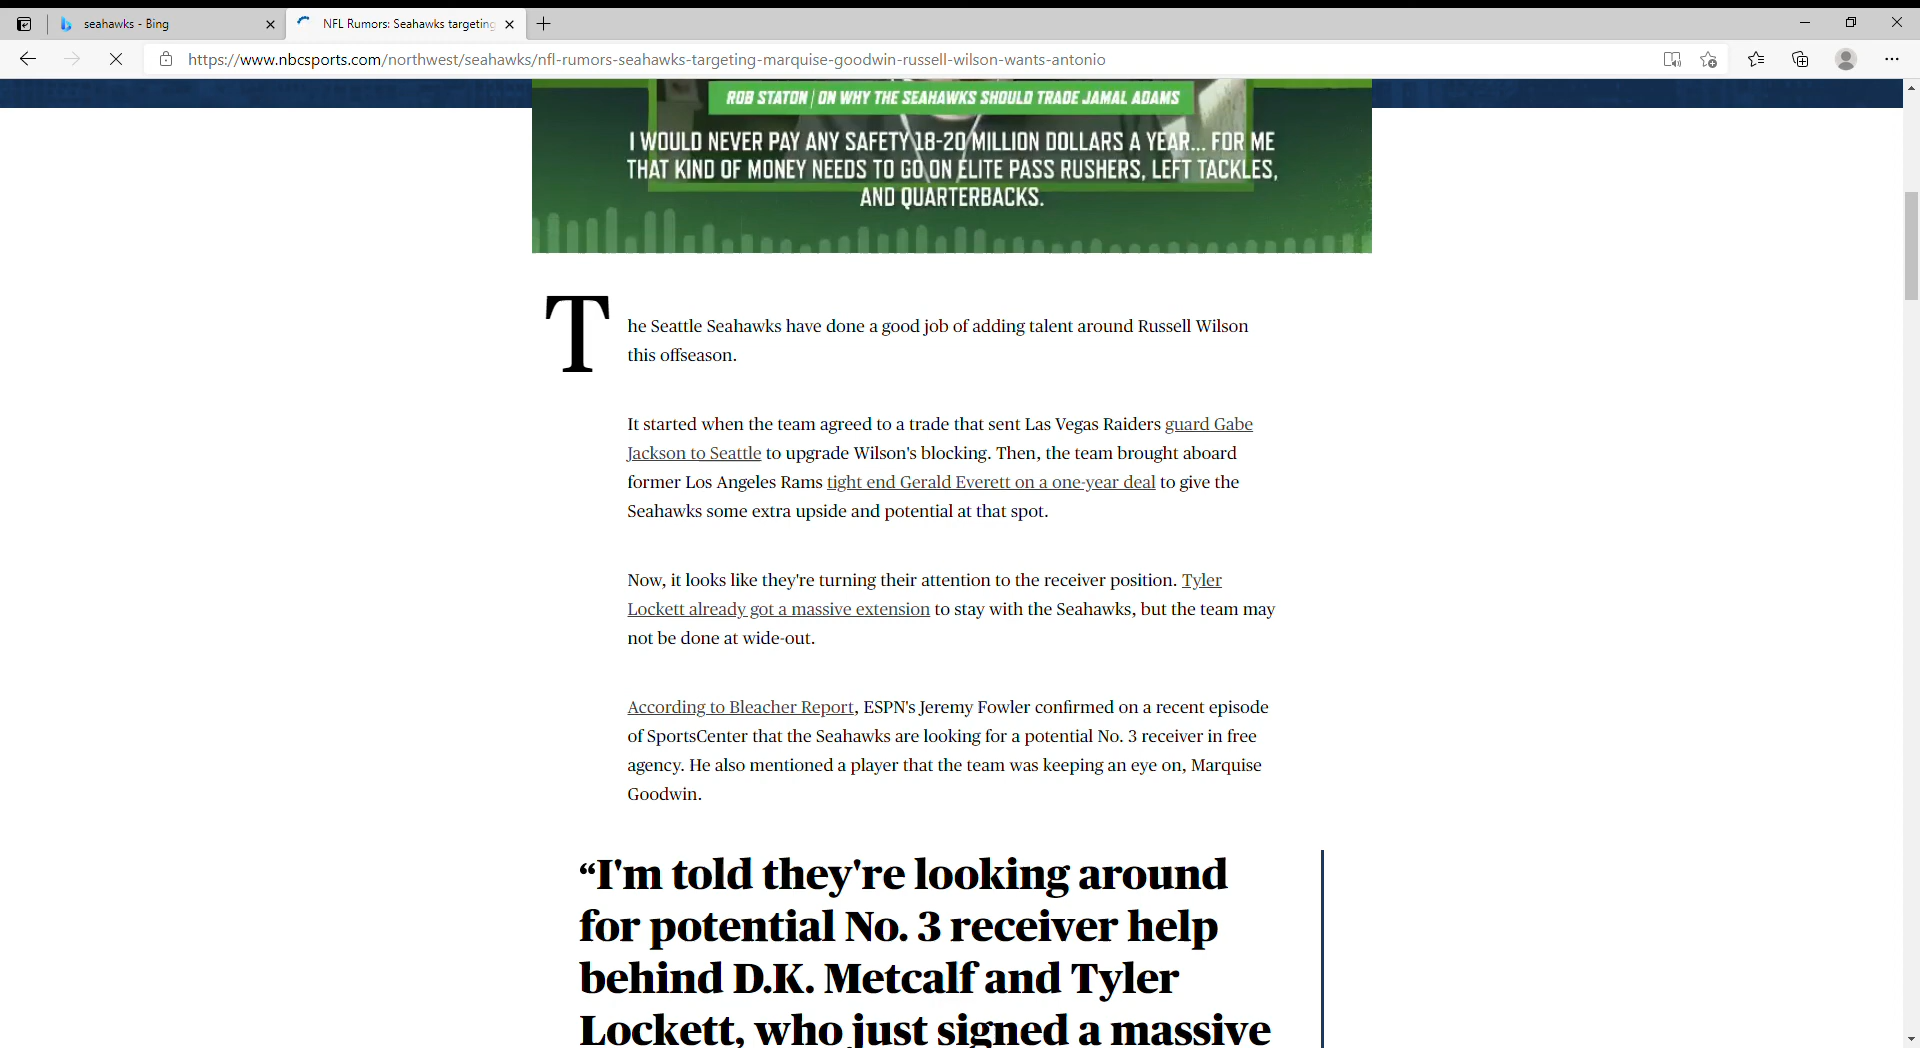 seahawks - Bing
NFL Rumors: Seahawks targeting
https://www.nbcsports.com/northwest/seahawks/nfl-rumors-seahawks-targeting-marquise-goodwin-russell-wilson-wants-antonio
ROB STATON | ON WHY THE SEAHAWKS SHOULD TRADE JAMAL ADAMS
I WOULD NEVER PAY ANY SAFETY 18-20 MILLION DOLLARS A YEAR... FOR ME
THAT KIND OF MONEY NEEDS TO GO ON ELITE PASS RUSHERS, LEFT TACKLES,
AND QUARTERBACKS.
The Seattle Seahawks have done a good job of adding talent around Russell Wilson
this offseason.
It started when the team agreed to a trade that sent Las Vegas Raiders guard Gabe
Jackson to Seattle to upgrade Wilson's blocking. Then, the team brought aboard
former Los Angeles Rams tight end Gerald Everett on a one-year deal to give the
Seahawks some extra upside and potential at that spot.
Now, it looks like they're turning their attention to the receiver position. Tyler
Lockett already got a massive extension to stay with the Seahawks, but the team may
not be done at wide-out.
According to Bleacher Report, ESPN's Jeremy Fowler confirmed on a recent episode
of SportsCenter that the Seahawks are looking for a potential No. 3 receiver in free
agency. He also mentioned a player that the team was keeping an eye on, Marquise
Goodwin.
“I'm told they're looking around
for potential No. 3 receiver help
behind D.K. Metcalf and Tyler
Lockett, who just signed a massive